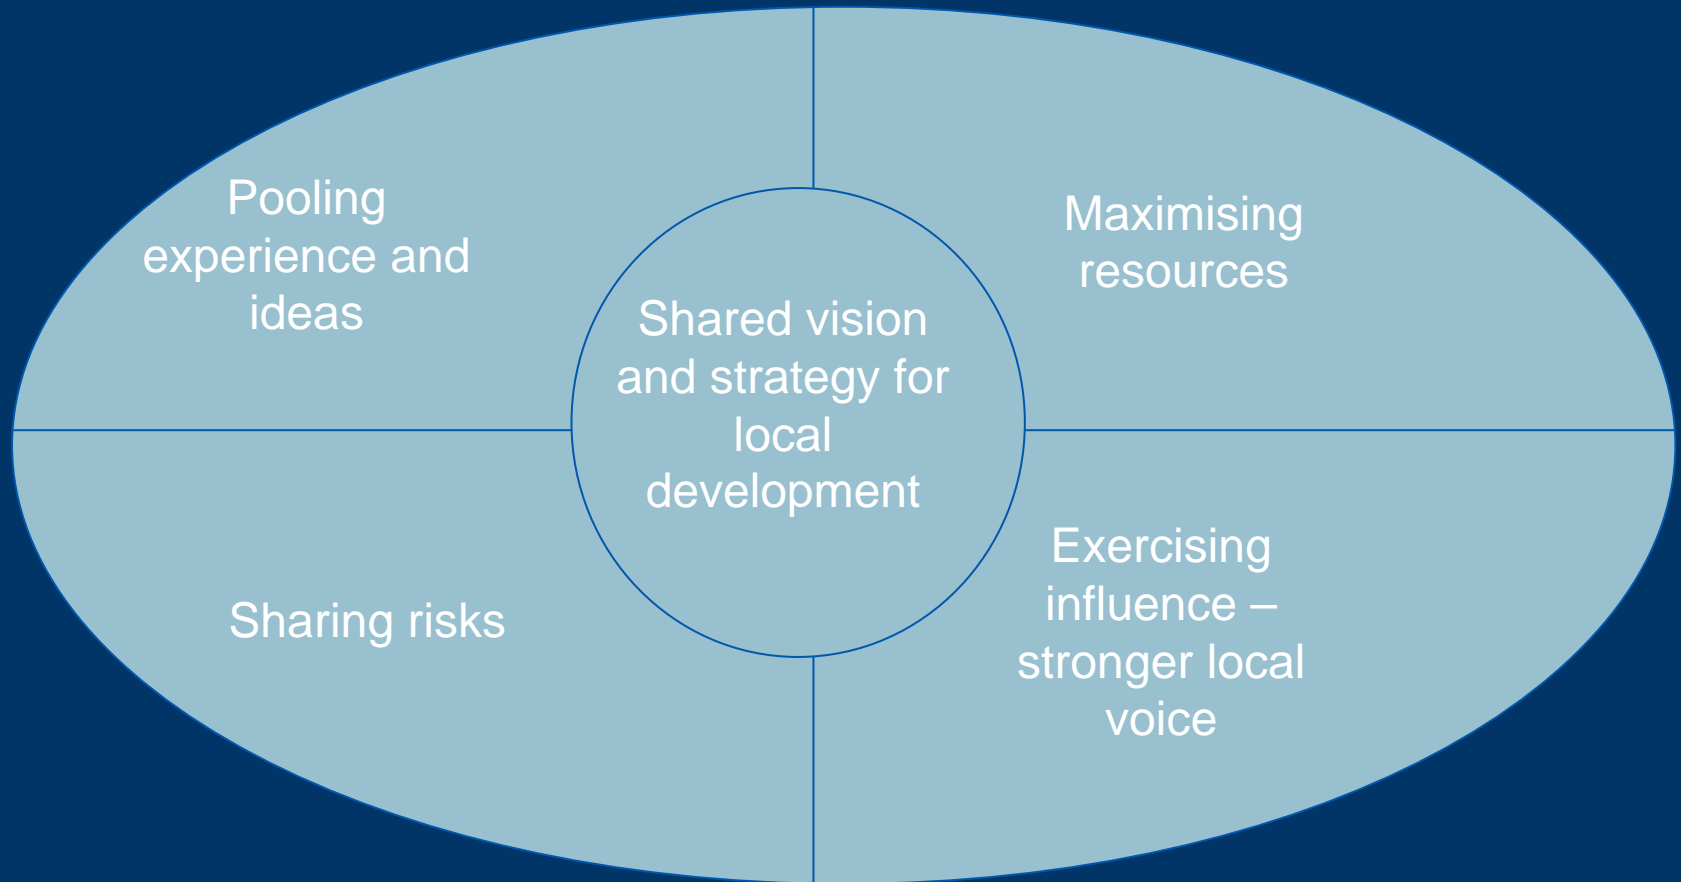 Pooling
experience and
ideas
Maximising
resources
Shared vision
and strategy for
local
development
Sharing risks
Exercising
influence –
stronger local
voice